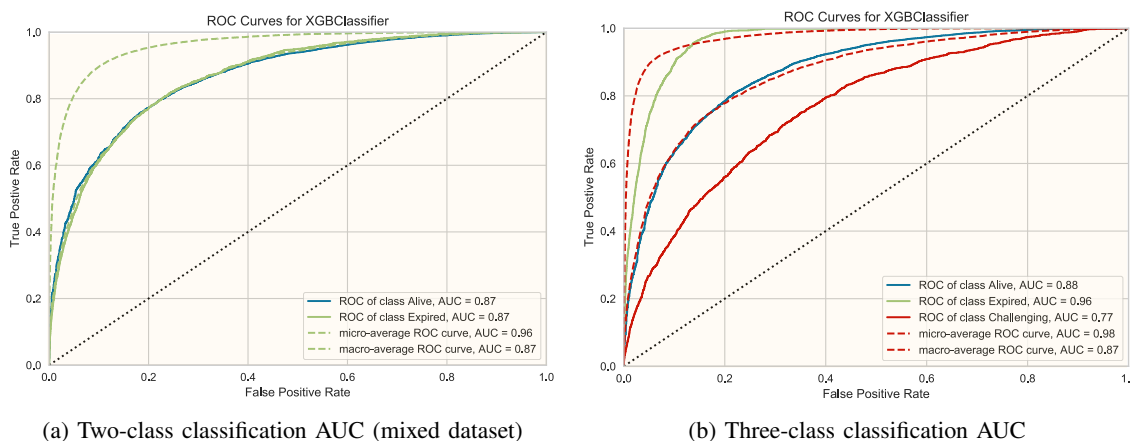 ROC Curves for XGBClassifier
1.0
0.8
0.6
0.4
0.2
0.0
True Postive Rate
ROC of class Alive, AUC = 0.87
ROC of class Expired, AUC = 0.87
micro-average ROC curve, AUC = 0.96
macro-average ROC curve, AUC = 0.87
0.0 0.2 0.4 0.6 0.8 1.0
False Positive Rate
(a) Two-class classification AUC (mixed dataset)
ROC Curves for XGBClassifier
1.0
0.8
0.6
0.4
0.2
0.0
True Postive Rate
ROC of class Alive, AUC = 0.88
ROC of class Expired, AUC = 0.96
ROC of class Challenging, AUC = 0.77
micro-average ROC curve, AUC = 0.98
macro-average ROC curve, AUC = 0.87
0.0 0.2 0.4 0.6 0.8 1.
False Positive Rate
(b) Three-class classification AUC